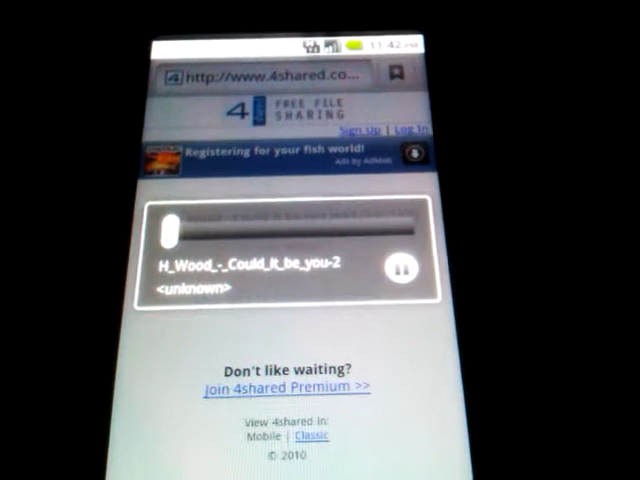 11:42 PM
http://www.4shared.co...
4 shared FREE FILE
SHARING
Sign Up | Log In
Registering for your fish world!
Ads by AdMob
H_Wood_-_Could_it_be_you-2
<unknown>
Don't like waiting?
Join 4shared Premium >>
View 4shared in:
Mobile | Classic
© 2010